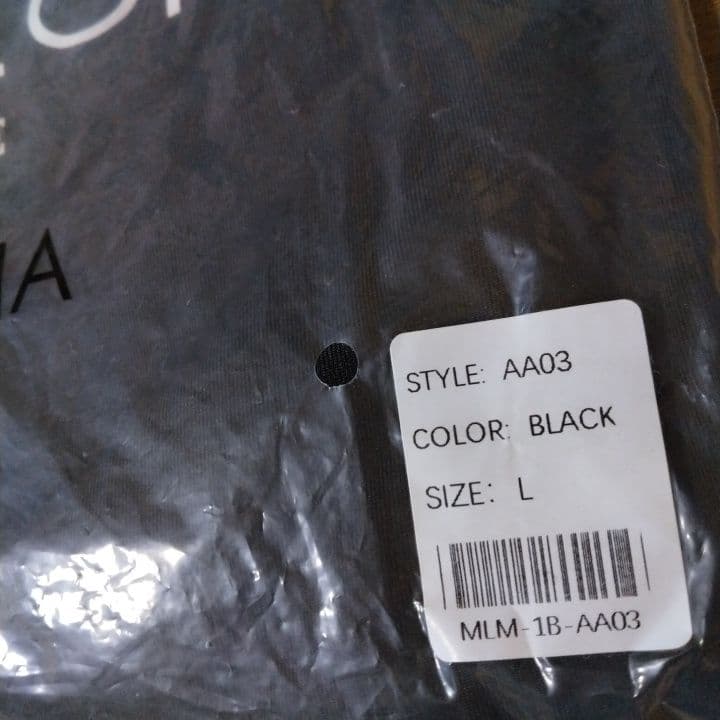 STYLE: AA03
COLOR: BLACK
SIZE: L
MLM-1B-AA03